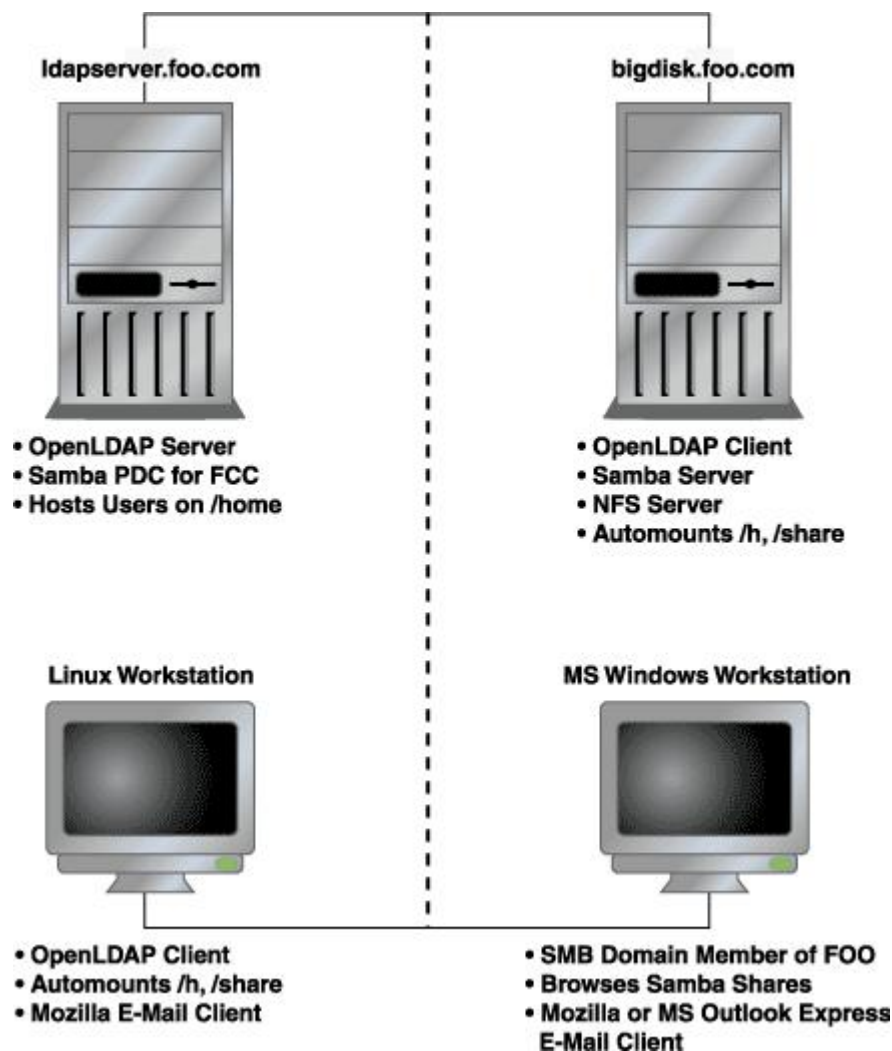 ldapserver.foo.com
bigdisk.foo.com
• OpenLDAP Server
• Samba PDC for FCC
• Hosts Users on /home
• OpenLDAP Client
• Samba Server
• NFS Server
• Automounts /h, /share
Linux Workstation
MS Windows Workstation
• OpenLDAP Client
• Automounts /h, /share
• Mozilla E-Mail Client
• SMB Domain Member of FOO
• Browses Samba Shares
• Mozilla or MS Outlook Express
E-Mail Client